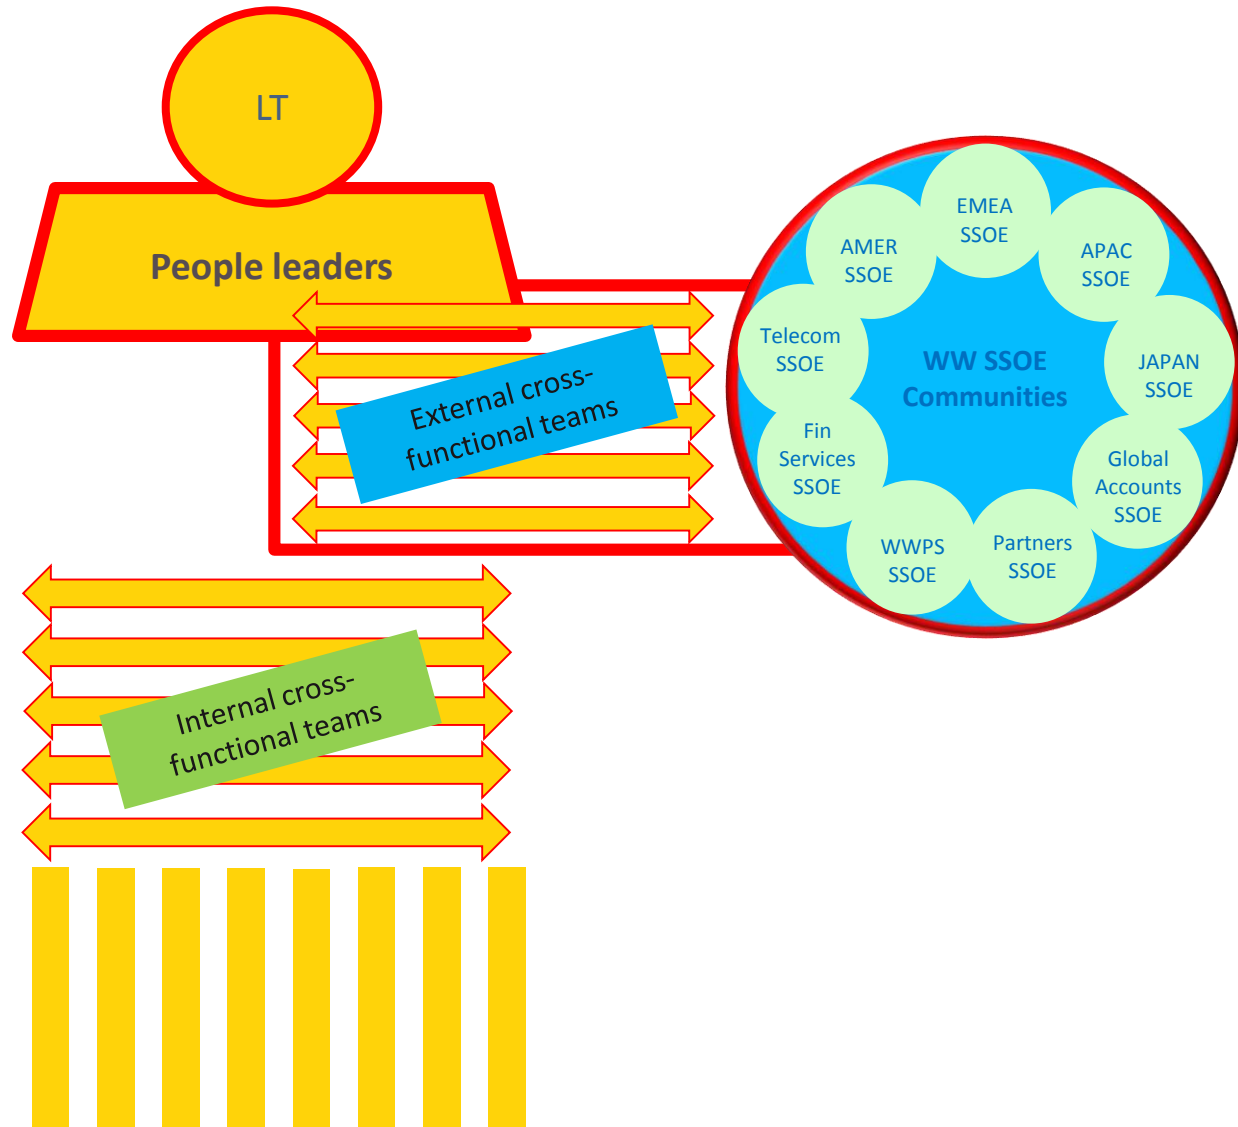 LT
People leaders
External cross-
functional teams
Internal cross-
functional teams
WW SSOE
Communities
EMEA
SSOE
APAC
SSOE
JAPAN
SSOE
Global
Accounts
SSOE
Partners
SSOE
WWPS
SSOE
Fin
Services
SSOE
Telecom
SSOE
AMER
SSOE